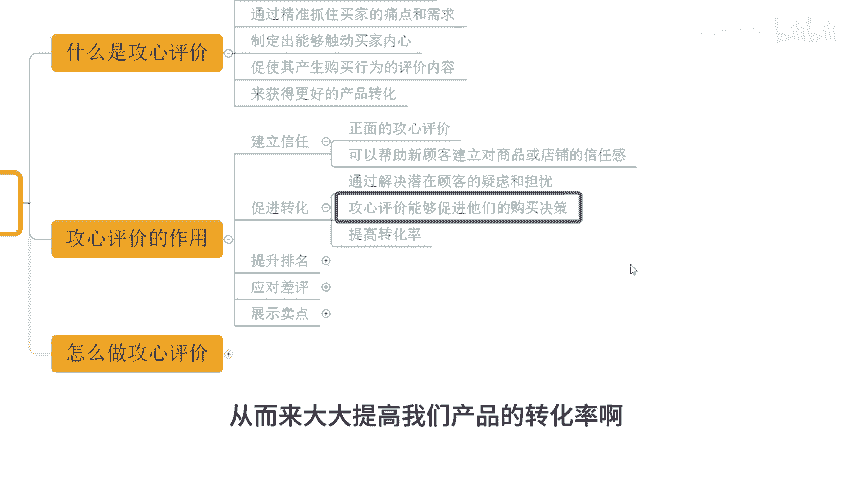 通过精准抓住买家的痛点和需求
什么是攻心评价
制定出能够触动买家内心
促使其产生购买行为的评价内容
来获得更好的产品转化
建立信任
正面的攻心评价
可以帮助新顾客建立对商品或店铺的信任感
通过解决潜在顾客的疑虑和担扰
促进转化
攻心评价能够促进他们的购买决策
提高转化率
攻心评价的作用
提升排名
应对差评
展示卖点
怎么做攻心评价
从而来大大提高我们产品的转化率啊